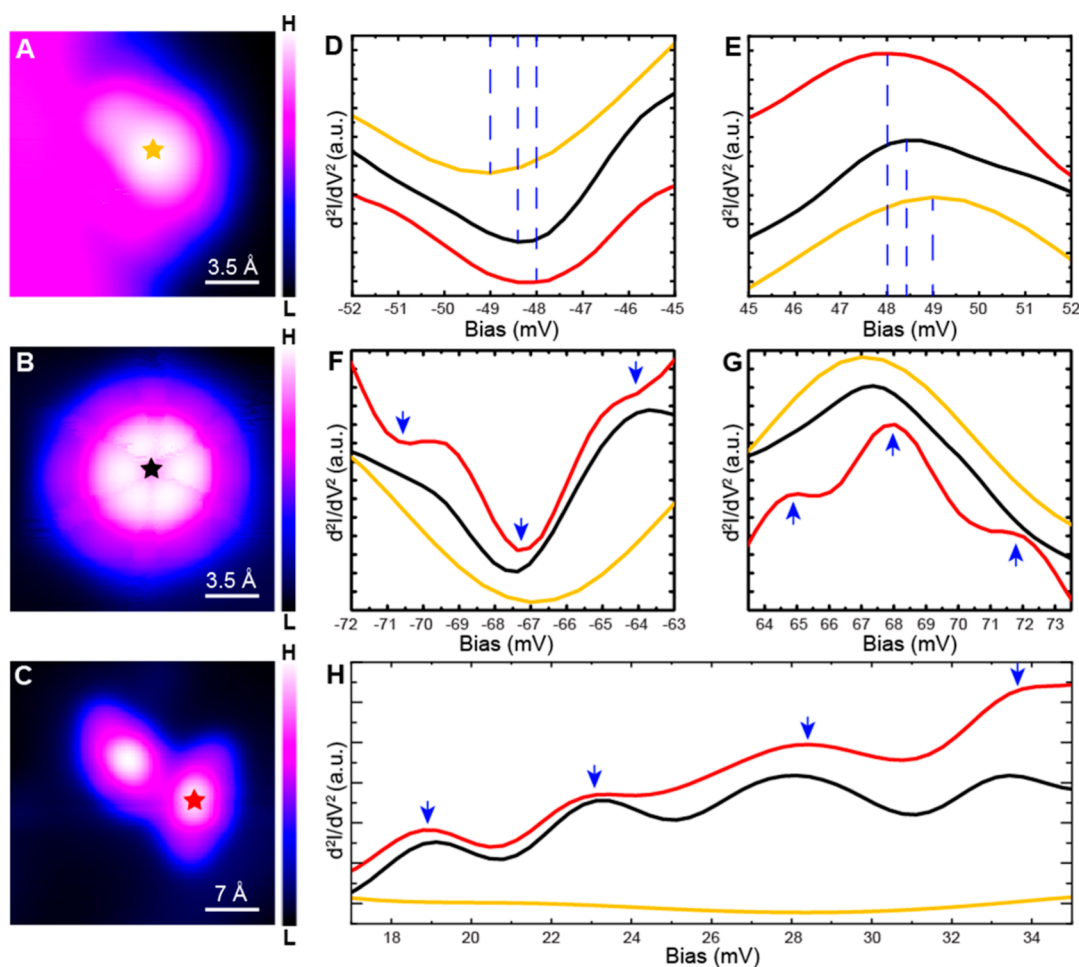 A
3.5 Å
H
L
B
3.5 Å
H
L
C
7 Å
H
L
D
d²I/dV² (a.u.)
-52 -51 -50 -49 -48 -47 -46 -45
Bias (mV)
E
d²I/dV² (a.u.)
45 46 47 48 49 50 51 52
Bias (mV)
F
d²I/dV² (a.u.)
-72 -71 -70 -69 -68 -67 -66 -65 -64 -63
Bias (mV)
G
d²I/dV² (a.u.)
64 65 66 67 68 69 70 71 72 73
Bias (mV)
H
d²I/dV² (a.u.)
18 20 22 24 26 28 30 32 34
Bias (mV)